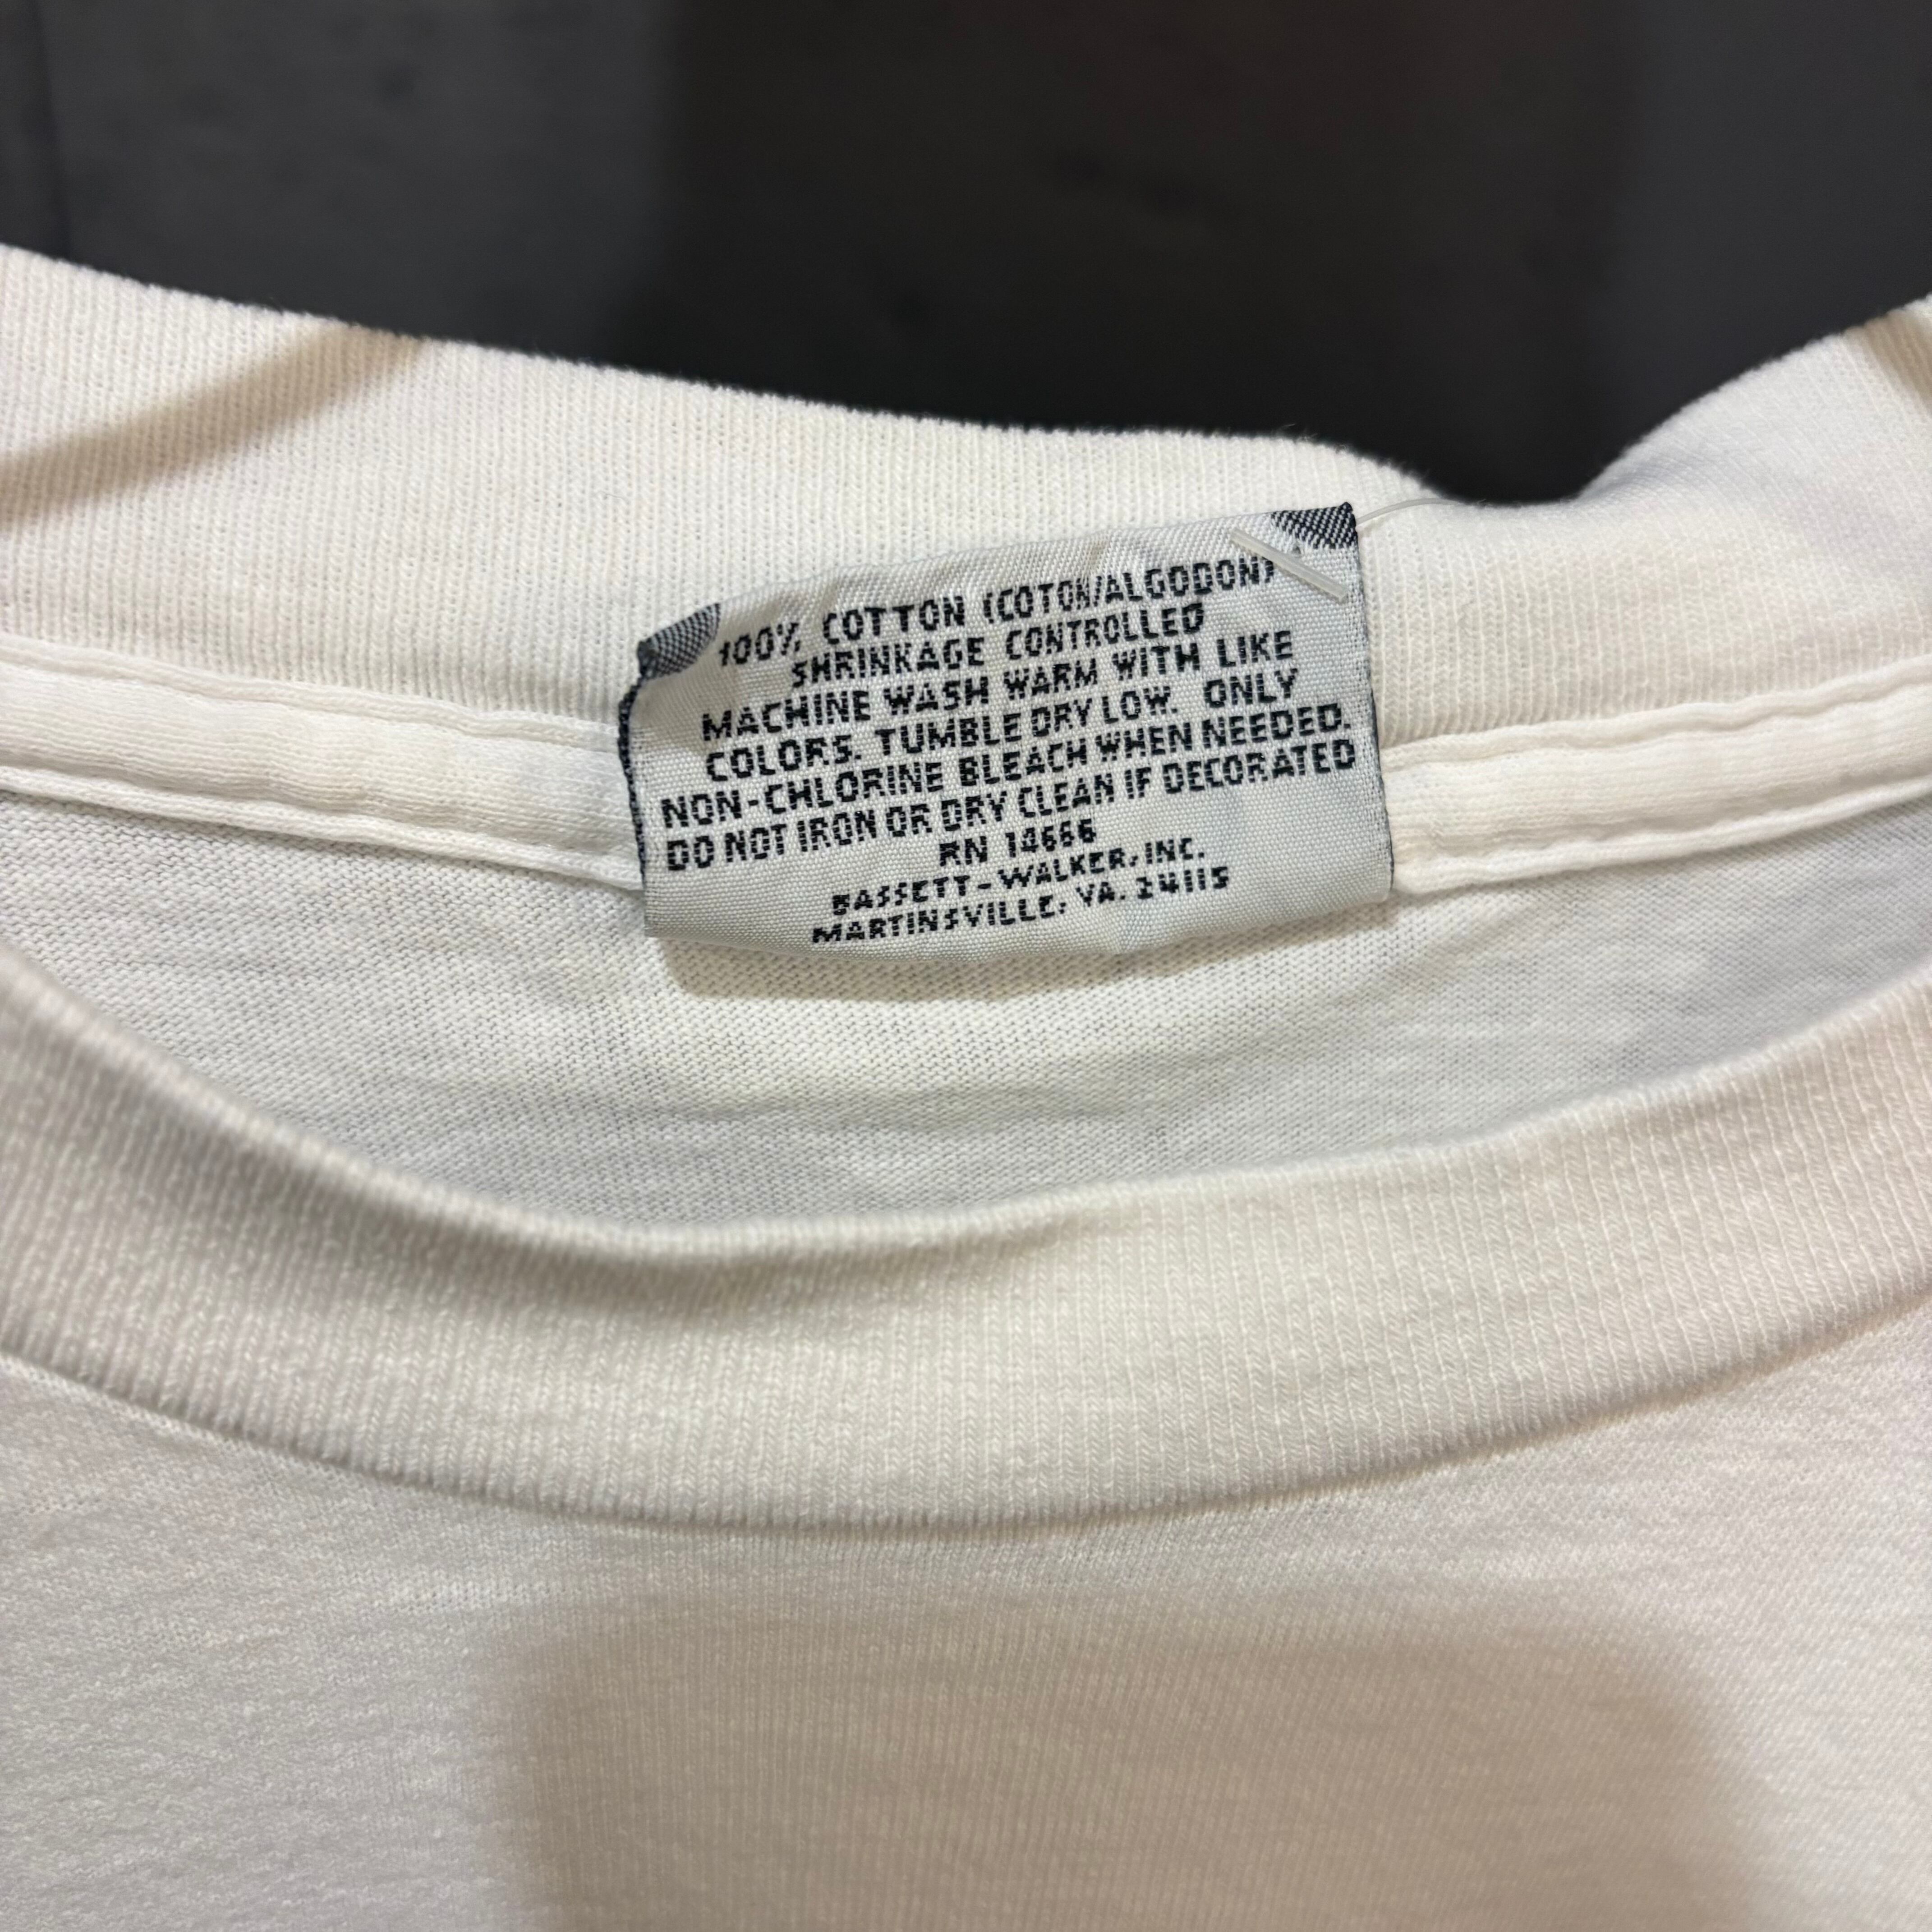 100% COTTON (COTON/ALGODON)
SHRINKAGE CONTROLLED
MACHINE WASH WARM WITH LIKE
COLORS. TUMBLE DRY LOW. ONLY
NON-CHLORINE BLEACH WHEN NEEDED.
DO NOT IRON OR DRY CLEAN IF DECORATED
RN 14666
BASSETT-WALKER, INC.
MARTINSVILLE, VA. 24115